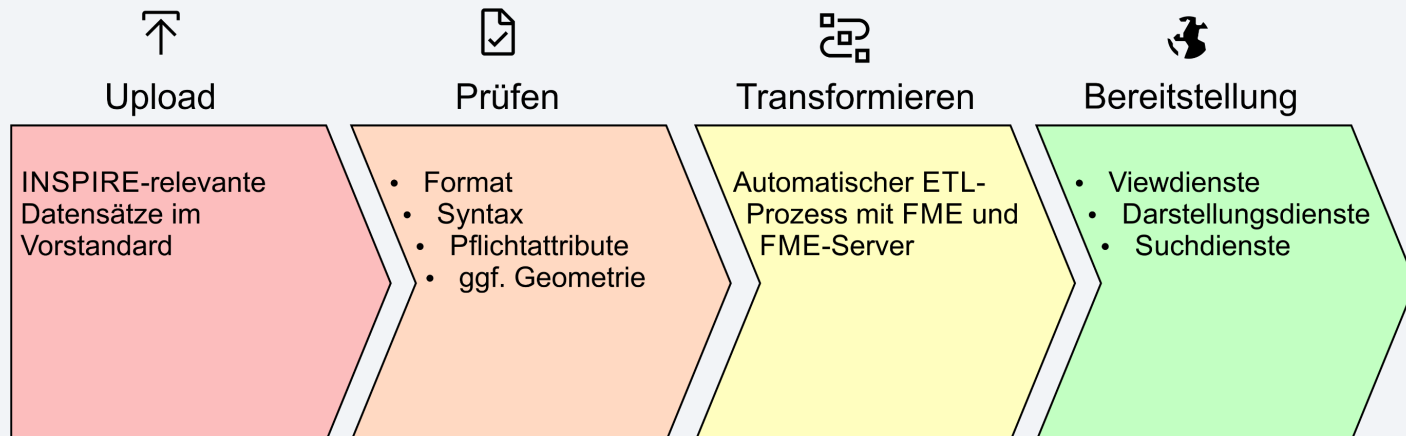 Upload
INSPIRE-relevante
Datensätze im
Vorstandard
Prüfen
• Format
• Syntax
• Pflichtattribute
• ggf. Geometrie
Transformieren
Automatischer ETL-
Prozess mit FME und
FME-Server
Bereitstellung
• Viewdienste
• Darstellungsdienste
• Suchdienste